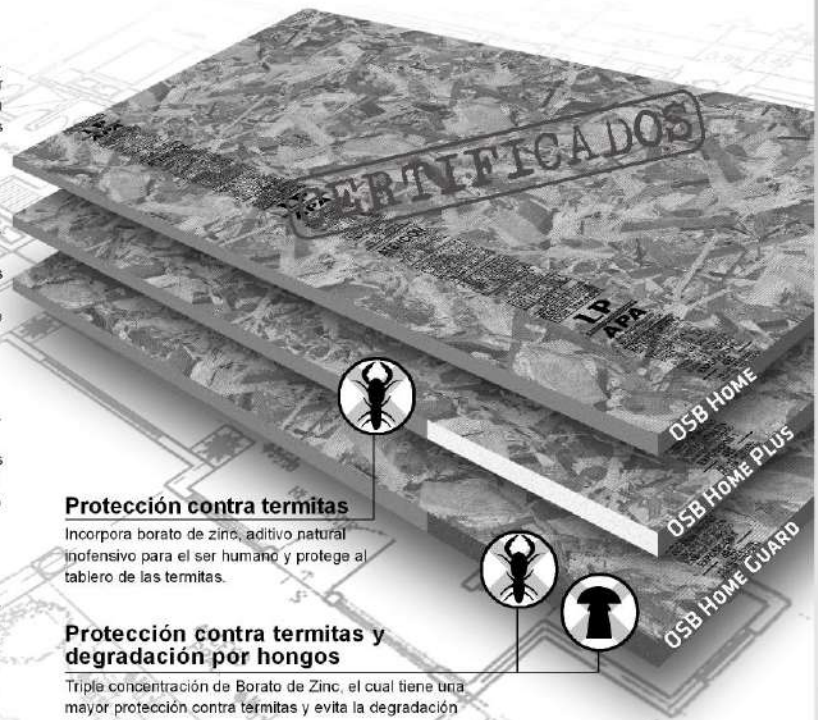 CERTIFICADOS
LP
APA
LP
APA
OSB HOME
OSB HOME PLUS
OSB HOME GUARD
Protección contra termitas
Incorpora borato de zinc, aditivo natural
inofensivo para el ser humano y protege al
tablero de las termitas.
Protección contra termitas y
degradación por hongos
Triple concentración de Borato de Zinc, el cual tiene una
mayor protección contra termitas y evita la degradación